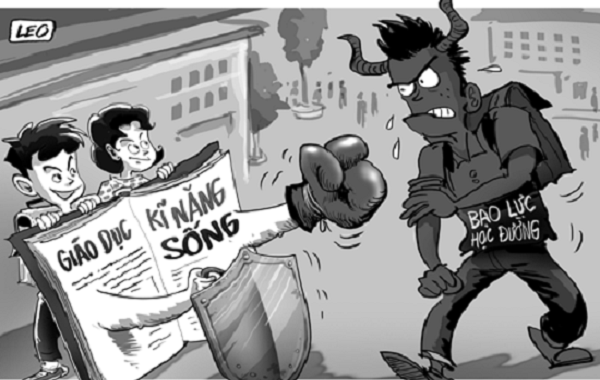 LEO
GIÁO DỤC
KĨ NĂNG
SỐNG
BẠO LỰC
HỌC ĐƯỜNG